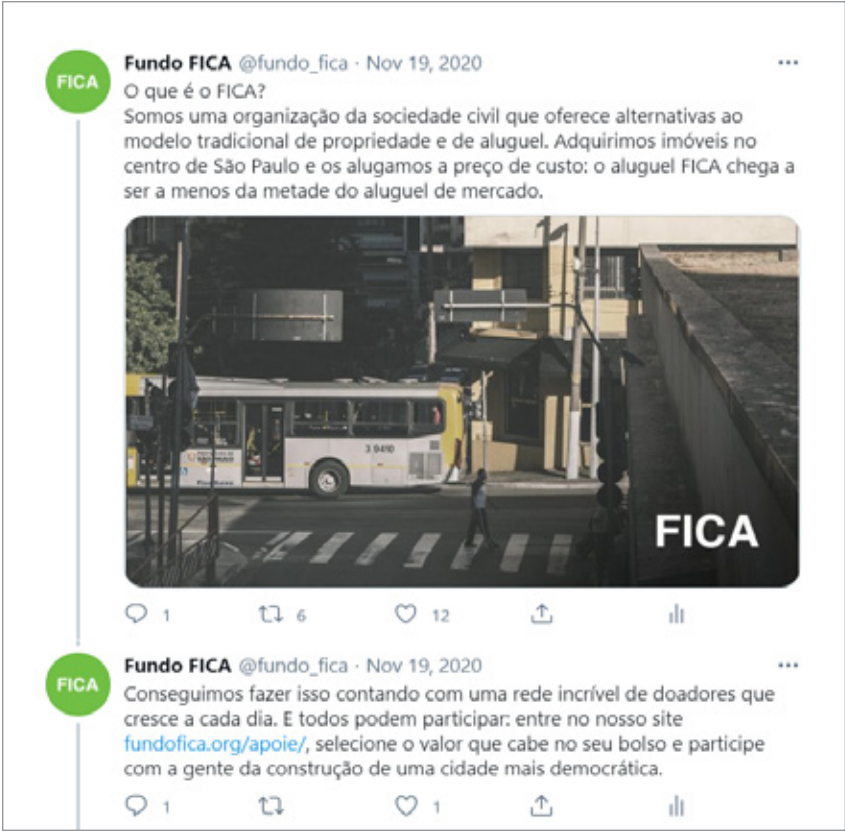 FICA
Fundo FICA @fundo_fica · Nov 19, 2020
O que é o FICA?
Somos uma organização da sociedade civil que oferece alternativas ao
modelo tradicional de propriedade e de aluguel. Adquirimos imóveis no
centro de São Paulo e os alugamos a preço de custo: o aluguel FICA chega a
ser a menos da metade do aluguel de mercado.
3 9410
FICA
1 6 12
FICA
Fundo FICA @fundo_fica · Nov 19, 2020
Conseguimos fazer isso contando com uma rede incrível de doadores que
cresce a cada dia. E todos podem participar: entre no nosso site
fundofica.org/apoie/, selecione o valor que cabe no seu bolso e participe
com a gente da construção de uma cidade mais democrática.
1 1